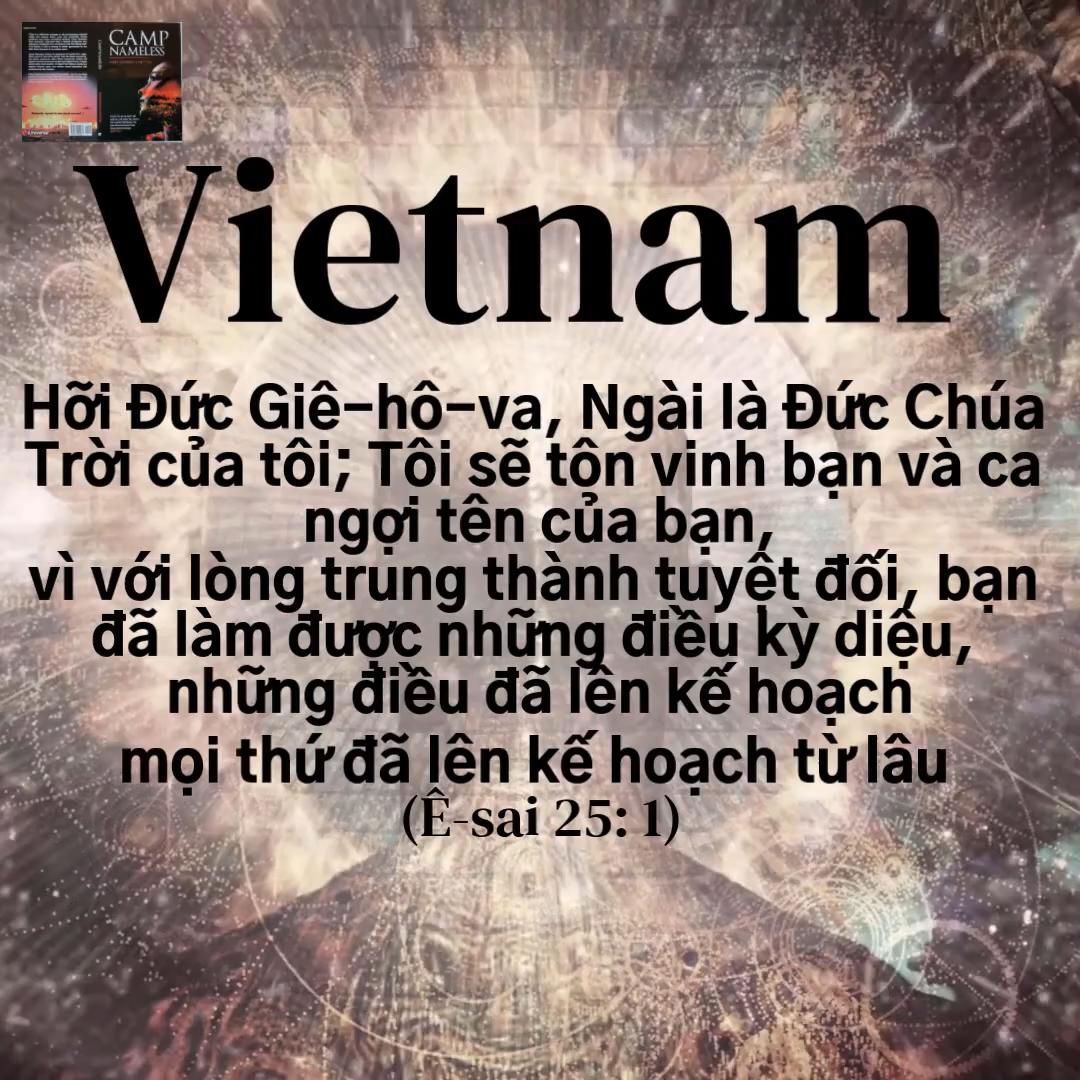 CAMP
NAMELESS
Vietnam
Hỡi Đức Giê-hô-va, Ngài là Đức Chúa
Trời của tôi; Tôi sẽ tôn vinh bạn và ca
ngợi tên của bạn,
vì với lòng trung thành tuyệt đối, bạn
đã làm được những điều kỳ diệu,
những điều đã lên kế hoạch
mọi thứ đã lên kế hoạch từ lâu
(Ê-sai 25: 1)